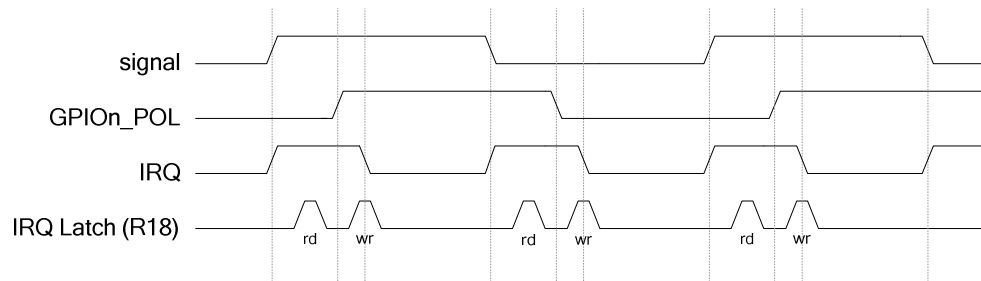 signal
GPIOn_POL
IRQ
IRQ Latch (R18)
rd wr rd wr rd wr